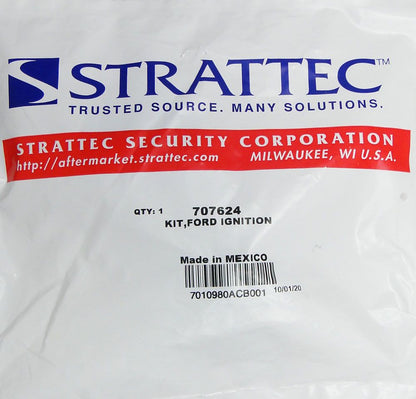 STRATTEC™
TRUSTED SOURCE. MANY SOLUTIONS.
STRATTEC SECURITY CORPORATION
http://aftermarket.strattec.com MILWAUKEE, WI U.S.A.
QTY: 1 707624
KIT,FORD IGNITION
Made in MEXICO
7010980ACB001 10/01/20